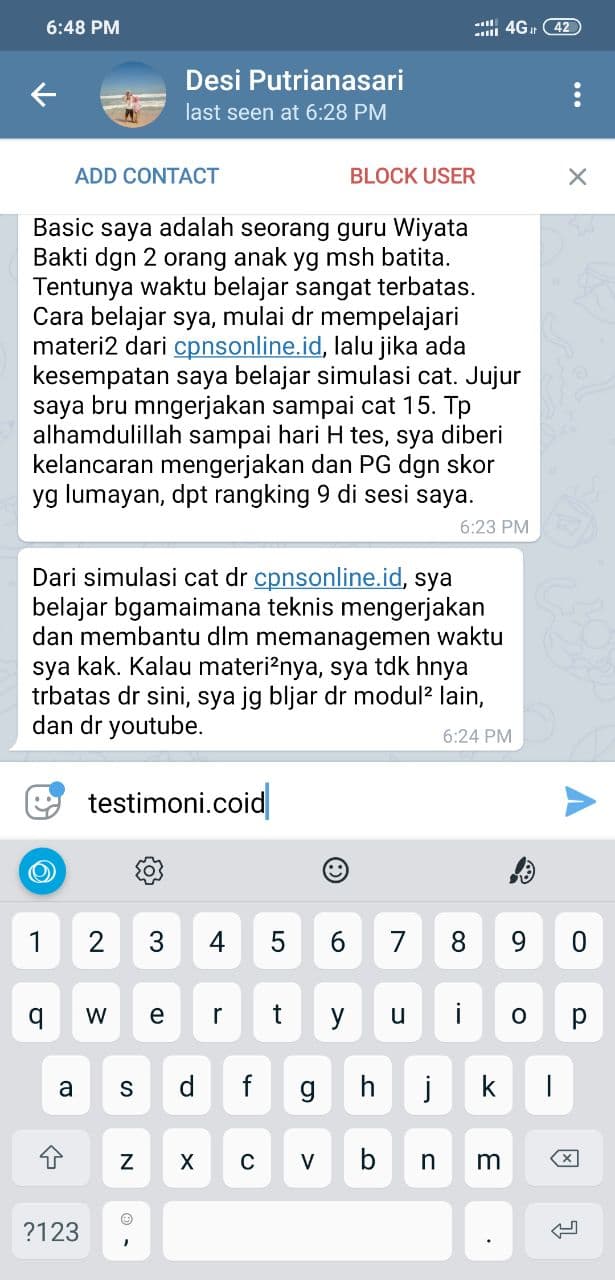 6:48 PM
4G
42
Desi Putrianasari
last seen at 6:28 PM
ADD CONTACT
BLOCK USER
Basic saya adalah seorang guru Wiyata
Bakti dgn 2 orang anak yg msh batita.
Tentunya waktu belajar sangat terbatas.
Cara belajar sya, mulai dr mempelajari
materi2 dari cpnsonline.id, lalu jika ada
kesempatan saya belajar simulasi cat. Jujur
saya bru mngerjakan sampai cat 15. Tp
alhamdulillah sampai hari H tes, sya diberi
kelancaran mengerjakan dan PG dgn skor
yg lumayan, dpt rangking 9 di sesi saya.
6:23 PM
Dari simulasi cat dr cpnsonline.id, sya
belajar bgamaimana teknis mengerjakan
dan membantu dlm memanagemen waktu
sya kak. Kalau materi²nya, sya tdk hnya
trbatas dr sini, sya jg bljar dr modul² lain,
dan dr youtube.
6:24 PM
testimoni.coid
1 2 3 4 5 6 7 8 9 0
q w e r t y u i o p
a s d f g h j k l
z x c v b n m
?123 , .